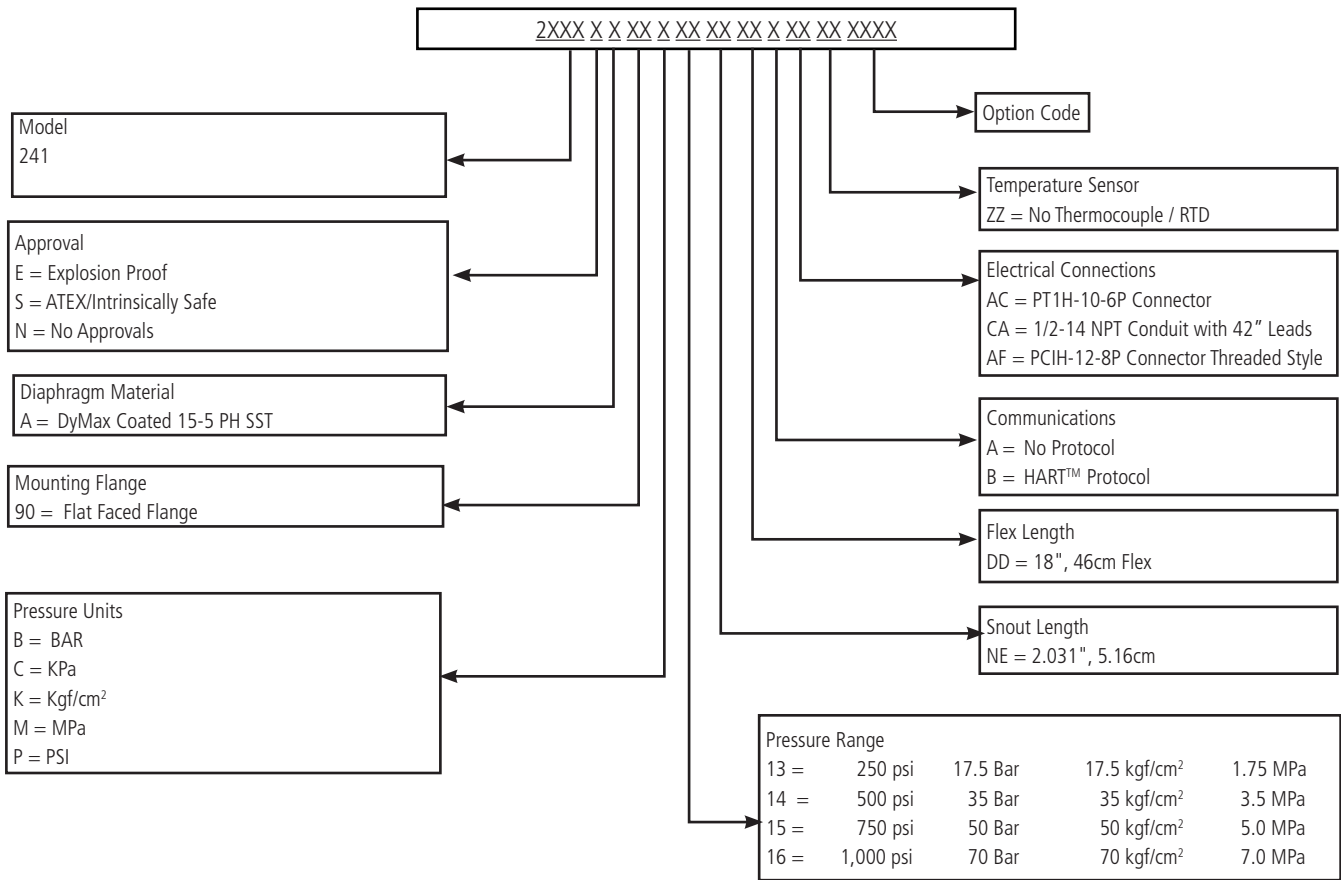 2XXX X X XX X XX XX XX X XX XX XXXX
Model
241
Approval
E = Explosion Proof
S = ATEX/Intrinsically Safe
N = No Approvals
Diaphragm Material
A = DyMax Coated 15-5 PH SST
Mounting Flange
90 = Flat Faced Flange
Pressure Units
B = BAR
C = KPa
K = Kgf/cm²
M = MPa
P = PSI
Option Code
Temperature Sensor
ZZ = No Thermocouple / RTD
Electrical Connections
AC = PT1H-10-6P Connector
CA = 1/2-14 NPT Conduit with 42” Leads
AF = PCIH-12-8P Connector Threaded Style
Communications
A = No Protocol
B = HART™ Protocol
Flex Length
DD = 18", 46cm Flex
Snout Length
NE = 2.031", 5.16cm
Pressure Range
13 = 250 psi 17.5 Bar 17.5 kgf/cm² 1.75 MPa
14 = 500 psi 35 Bar 35 kgf/cm² 3.5 MPa
15 = 750 psi 50 Bar 50 kgf/cm² 5.0 MPa
16 = 1,000 psi 70 Bar 70 kgf/cm² 7.0 MPa